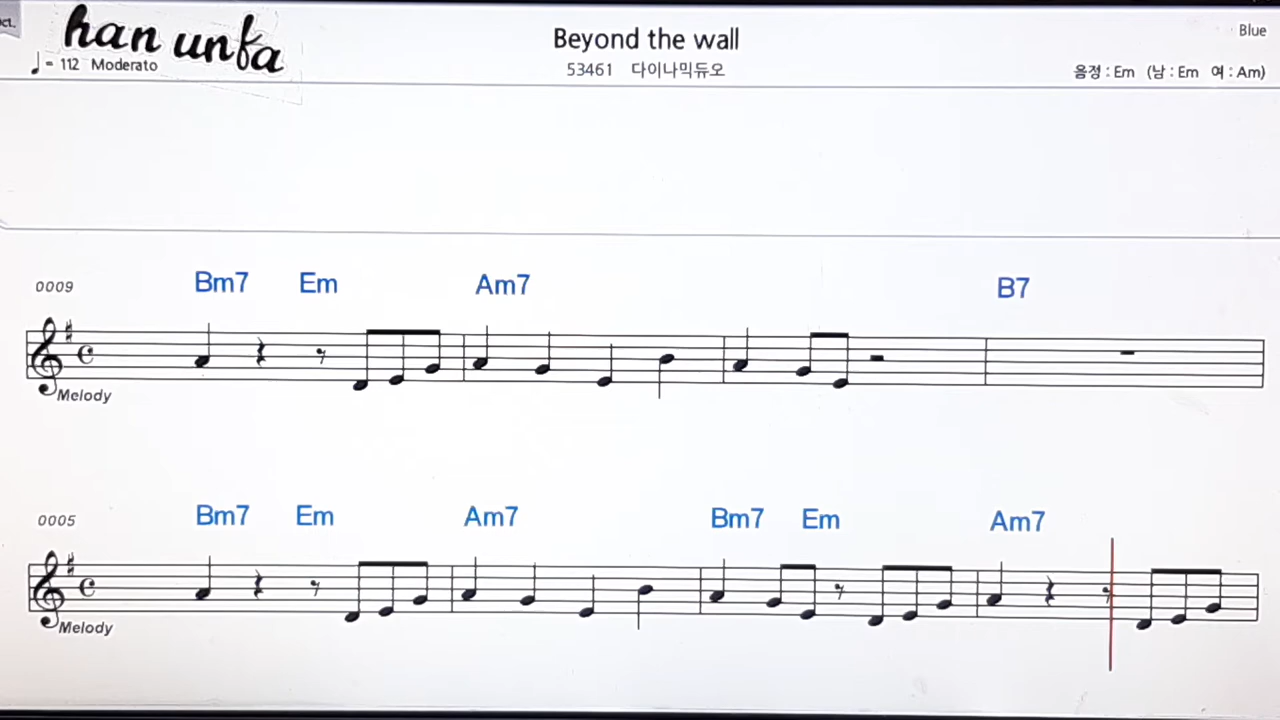 ct.
han unfa
Beyond the wall
Blue
♩= 112 Moderato
53461 다이나믹듀오
음정 : Em (남 : Em 여 : Am)
0009
Bm7 Em Am7 B7
Melody
0005
Bm7 Em Am7 Bm7 Em Am7
Melody